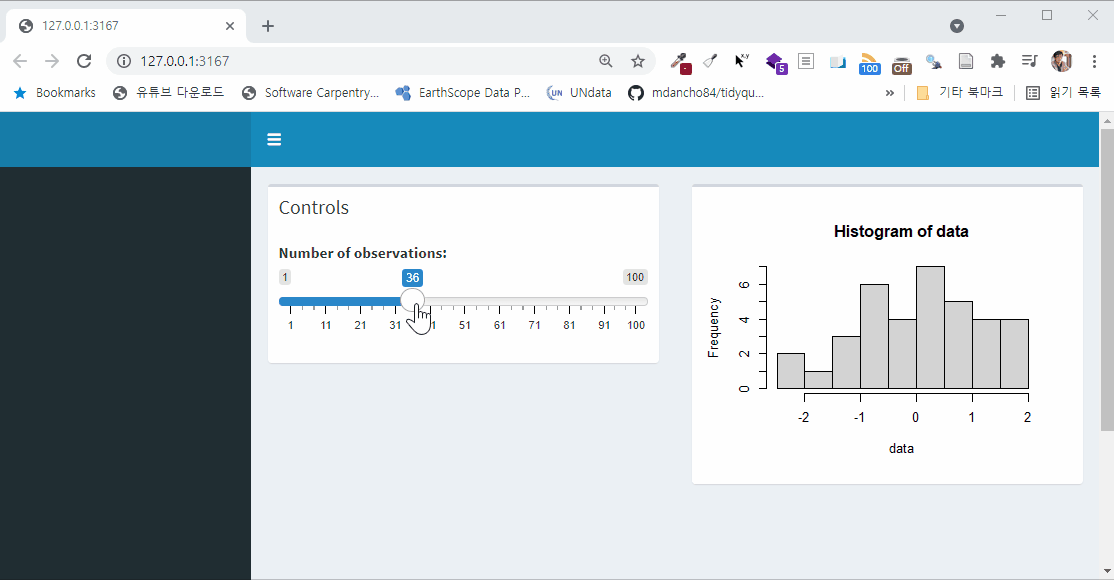 127.0.0.1:3167
127.0.0.1:3167
- 5 100 Off
Bookmarks 유튜브 다운로드 Software Carpentry... EarthScope Data P... UNdata mdancho84/tidyqu... » 기타 북마크 읽기 목록
Controls
Number of observations:
1 36 100
1 11 21 31 41 51 61 71 81 91 100
Histogram of data
Frequency
0 2 4 6
-2 -1 0 1 2
data